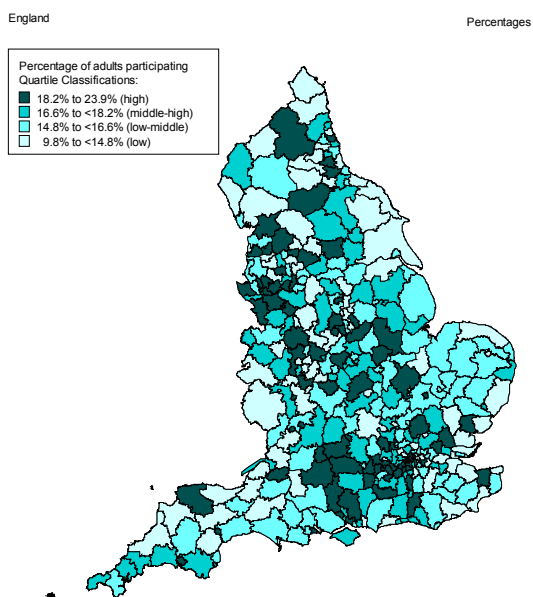 England
Percentages
Percentage of adults participating
Quartile Classifications:
18.2% to 23.9% (high)
16.6% to <18.2% (middle-high)
14.8% to <16.6% (low-middle)
9.8% to <14.8% (low)